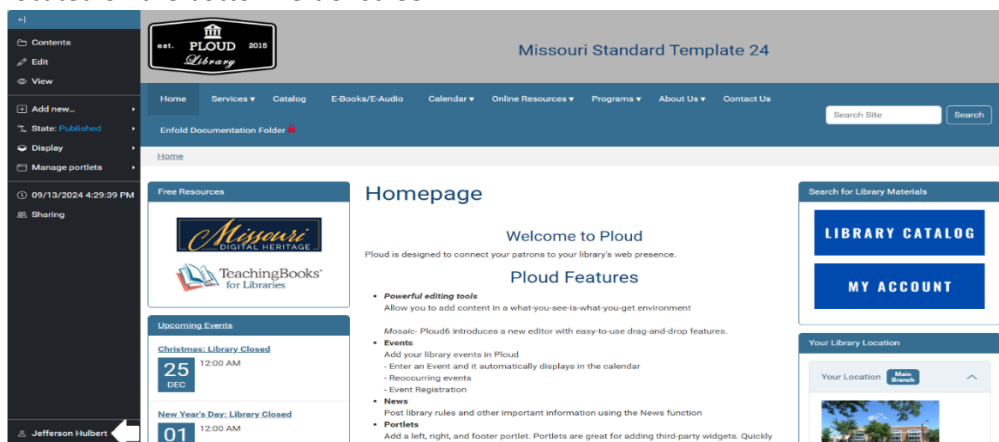 Contents
Edit
View
Add new...
State: Published
Display
Manage portlets
09/13/2024 4:29:39 PM
Sharing
Jefferson Hulbert
est. PLOUD 2015
Library
Missouri Standard Template 24
Home Services Catalog E-Books/E-Audio Calendar Online Resources Programs About Us Contact Us
Enfold Documentation Folder
Search Site Search
Home
Free Resources
Missouri
DIGITAL HERITAGE
TeachingBooks
for Libraries
Upcoming Events
Christmas: Library Closed
25
DEC
12:00 AM
New Year's Day: Library Closed
01
12:00 AM
Homepage
Welcome to Ploud
Ploud is designed to connect your patrons to your library's web presence.
Ploud Features
• Powerful editing tools
Allow you to add content in a what-you-see-is-what-you-get environment
Mosaic- Ploud6 introduces a new editor with easy-to-use drag-and-drop features.
• Events
Add your library events in Ploud
- Enter an Event and it automatically displays in the calendar
- Reoccurring events
- Event Registration
• News
Post library rules and other important information using the News function
• Portlets
Add a left, right, and footer portlet. Portlets are great for adding third-party widgets. Quickly
Search for Library Materials
LIBRARY CATALOG
MY ACCOUNT
Your Library Location
Your Location Main
Branch